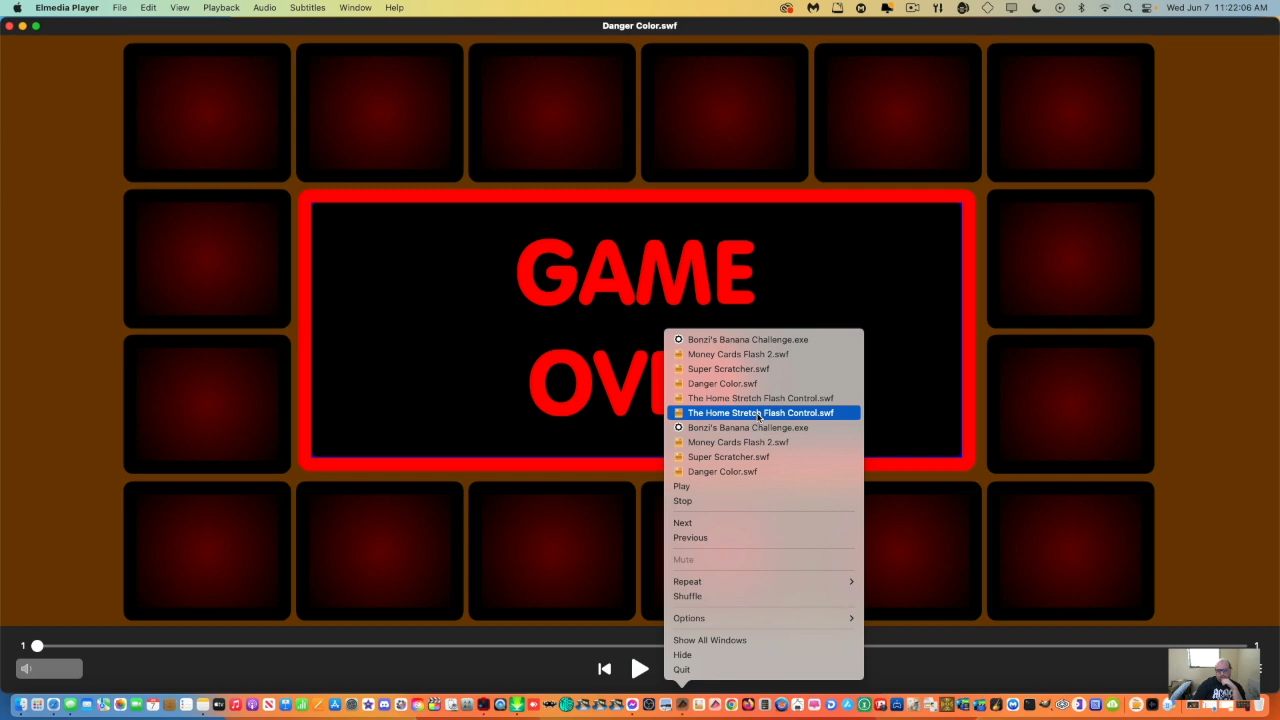 Elmedia Player File Edit View Playback Audio Subtitles Window Help Wed Jun 7 11:22:06 AM
Danger Color.swf
GAME
OV
Bonzi's Banana Challenge.exe
Money Cards Flash 2.swf
Super Scratcher.swf
Danger Color.swf
The Home Stretch Flash Control.swf
The Home Stretch Flash Control.swf
Bonzi's Banana Challenge.exe
Money Cards Flash 2.swf
Super Scratcher.swf
Danger Color.swf
Play
Stop
Next
Previous
Mute
Repeat
Shuffle
Options
Show All Windows
Hide
Quit
1 1